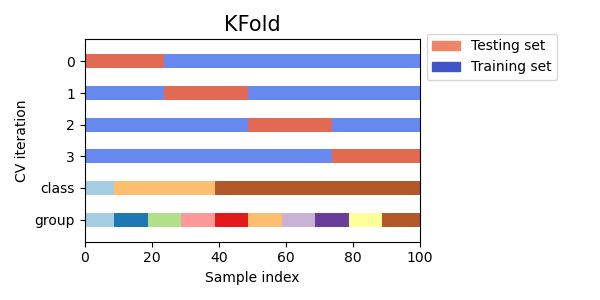 KFold
Testing set
Training set
CV iteration
0
1
2
3
class
group
0 20 40 60 80 100
Sample index